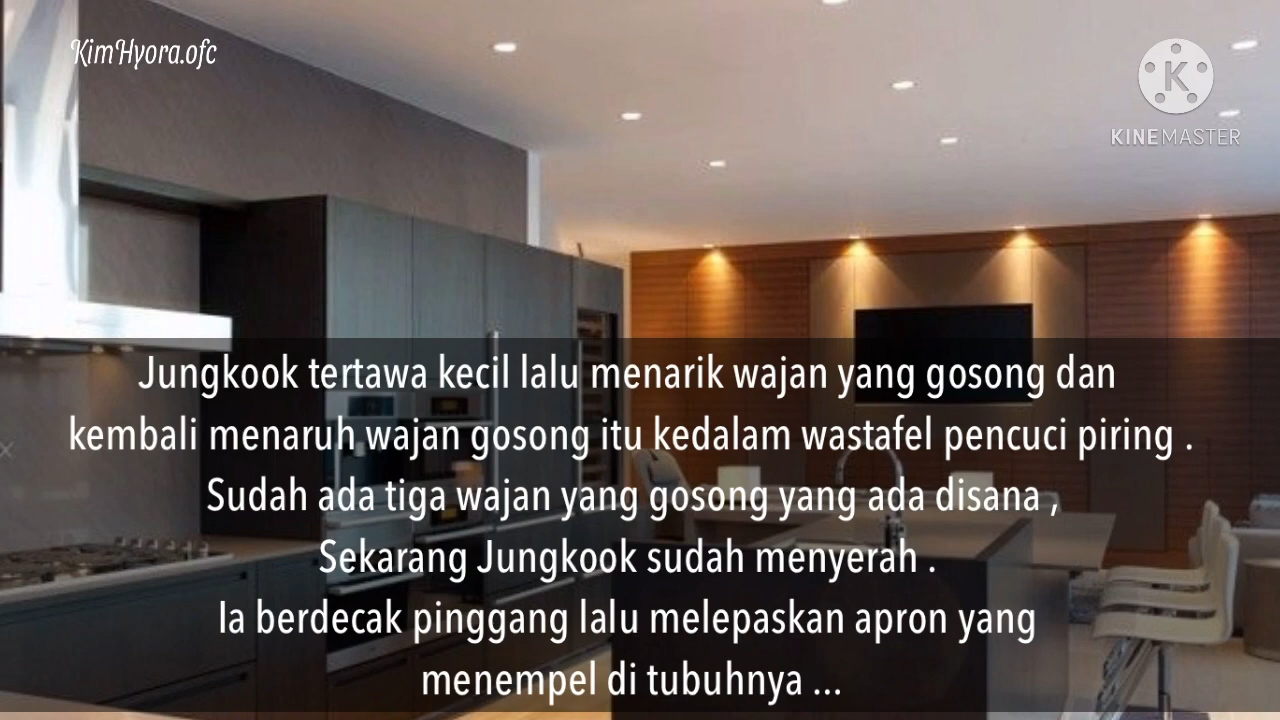 KimHyora.ofc
K
KINEMASTER
Jungkook tertawa kecil lalu menarik wajan yang gosong dan
kembali menaruh wajan gosong itu kedalam wastafel pencuci piring .
Sudah ada tiga wajan yang gosong yang ada disana ,
Sekarang Jungkook sudah menyerah .
Ia berdecak pinggang lalu melepaskan apron yang
menempel di tubuhnya ...